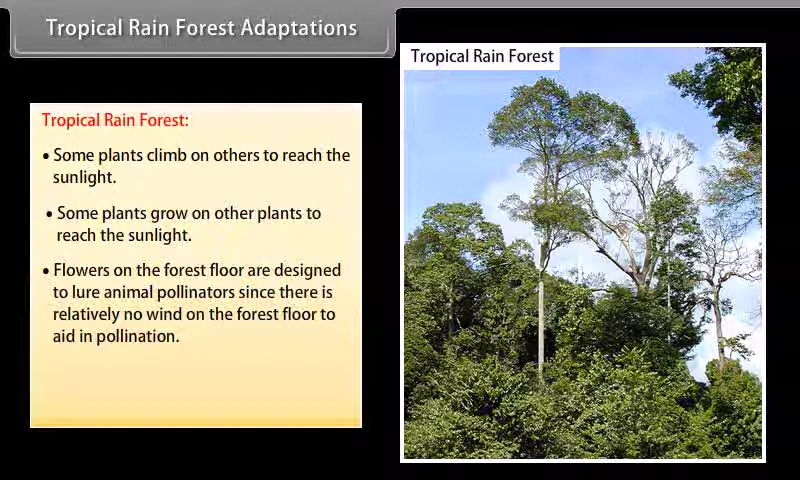 Tropical Rain Forest Adaptations
Tropical Rain Forest
Tropical Rain Forest:
• Some plants climb on others to reach the
sunlight.
• Some plants grow on other plants to
reach the sunlight.
• Flowers on the forest floor are designed
to lure animal pollinators since there is
relatively no wind on the forest floor to
aid in pollination.